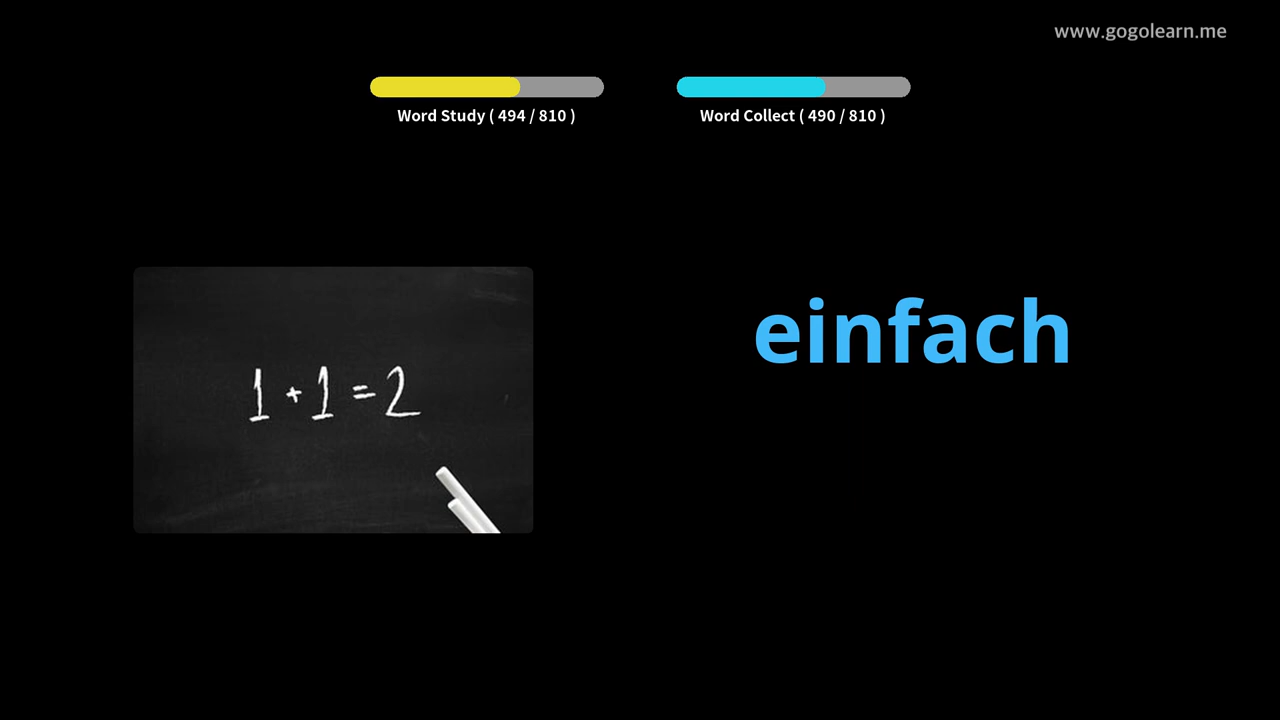 www.gogolearn.me
Word Study ( 494 / 810 )
Word Collect ( 490 / 810 )
einfach
1 + 1 = 2